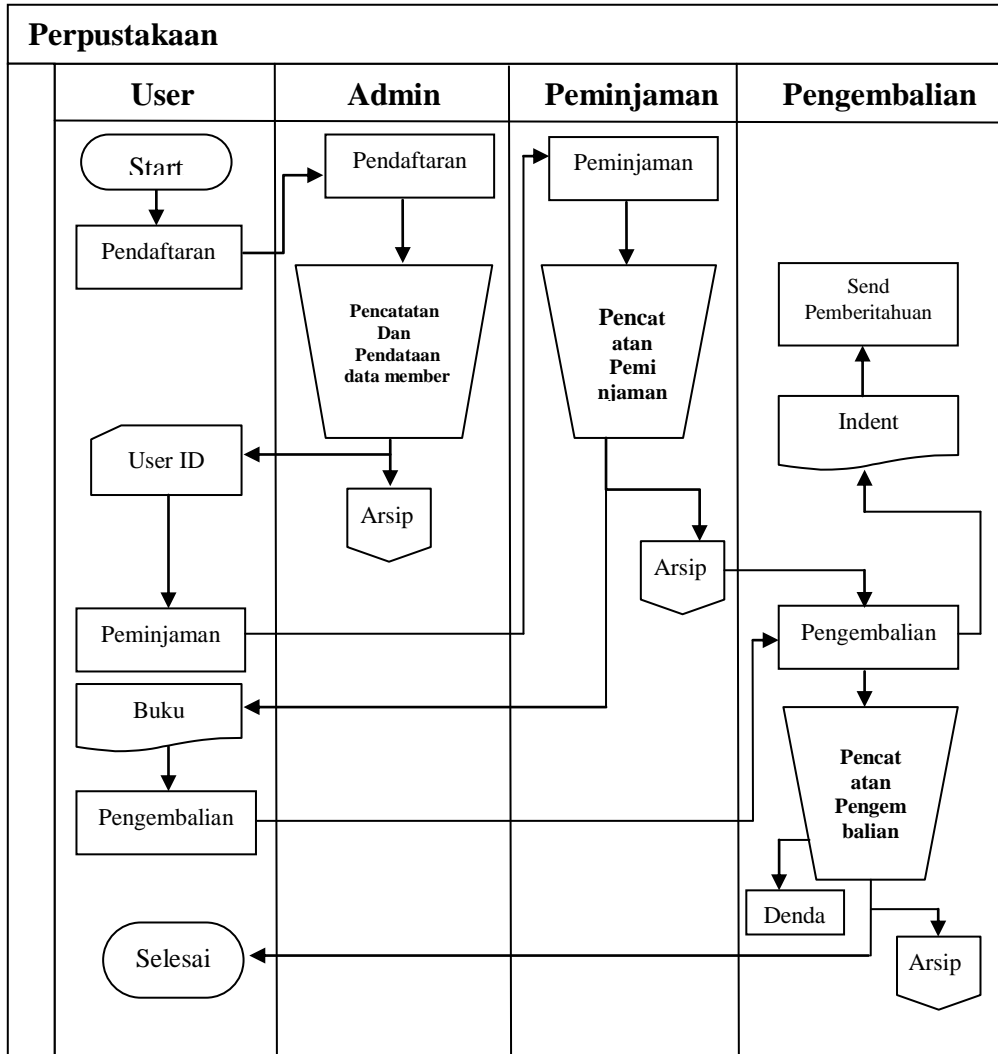 Perpustakaan
User
Admin
Peminjaman
Pengembalian
Start
Pendaftaran
Pendaftaran
Pencatatan
Dan
Pendataan
data member
User ID
Arsip
Peminjaman
Buku
Pengembalian
Selesai
Peminjaman
Pencat
atan
Pemi
njaman
Arsip
Send
Pemberitahuan
Indent
Pengembalian
Pencat
atan
Pengem
balian
Denda
Arsip